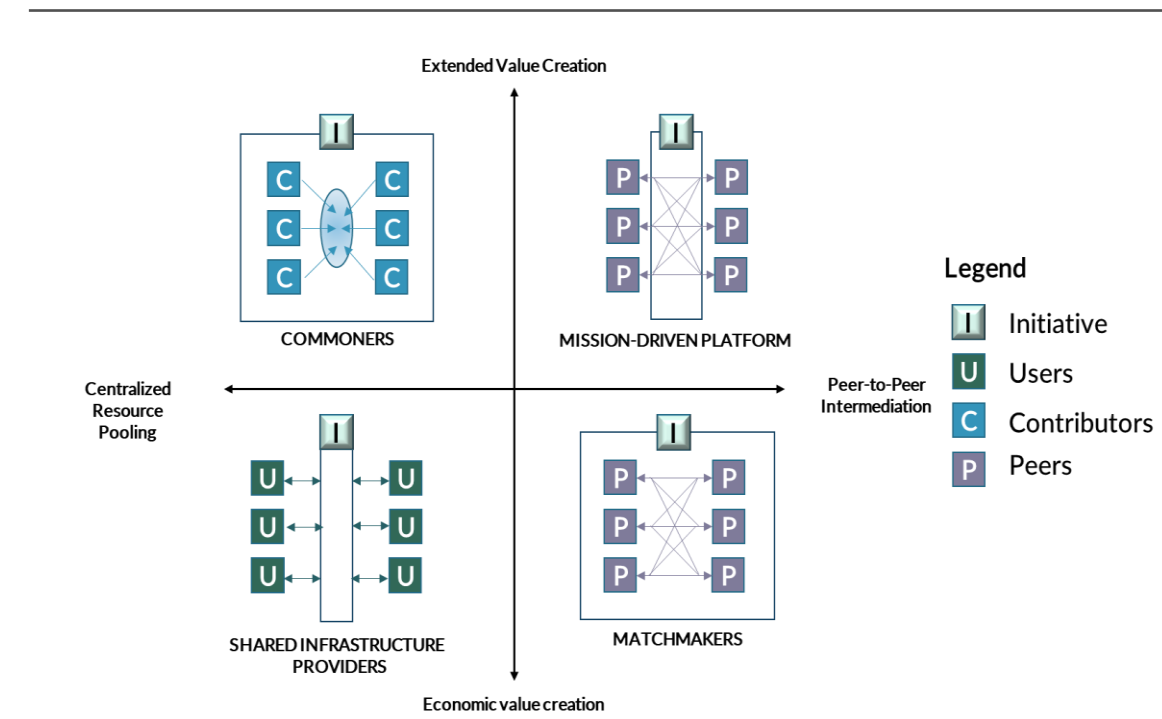 Extended Value Creation
I
I
C
C
P
P
C
C
P
P
C
C
P
P
COMMONERS
MISSION-DRIVEN PLATFORM
Centralized
Resource
Pooling
Peer-to-Peer
Intermediation
I
I
U
U
P
P
U
U
P
P
U
U
P
P
SHARED INFRASTRUCTURE
PROVIDERS
MATCHMAKERS
Economic value creation
Legend
I Initiative
U Users
C Contributors
P Peers